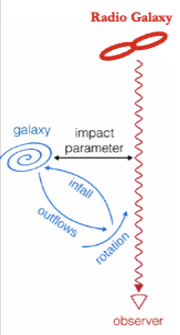 Radio Galaxy
galaxy
impact
parameter
infall
outflows
rotation
observer